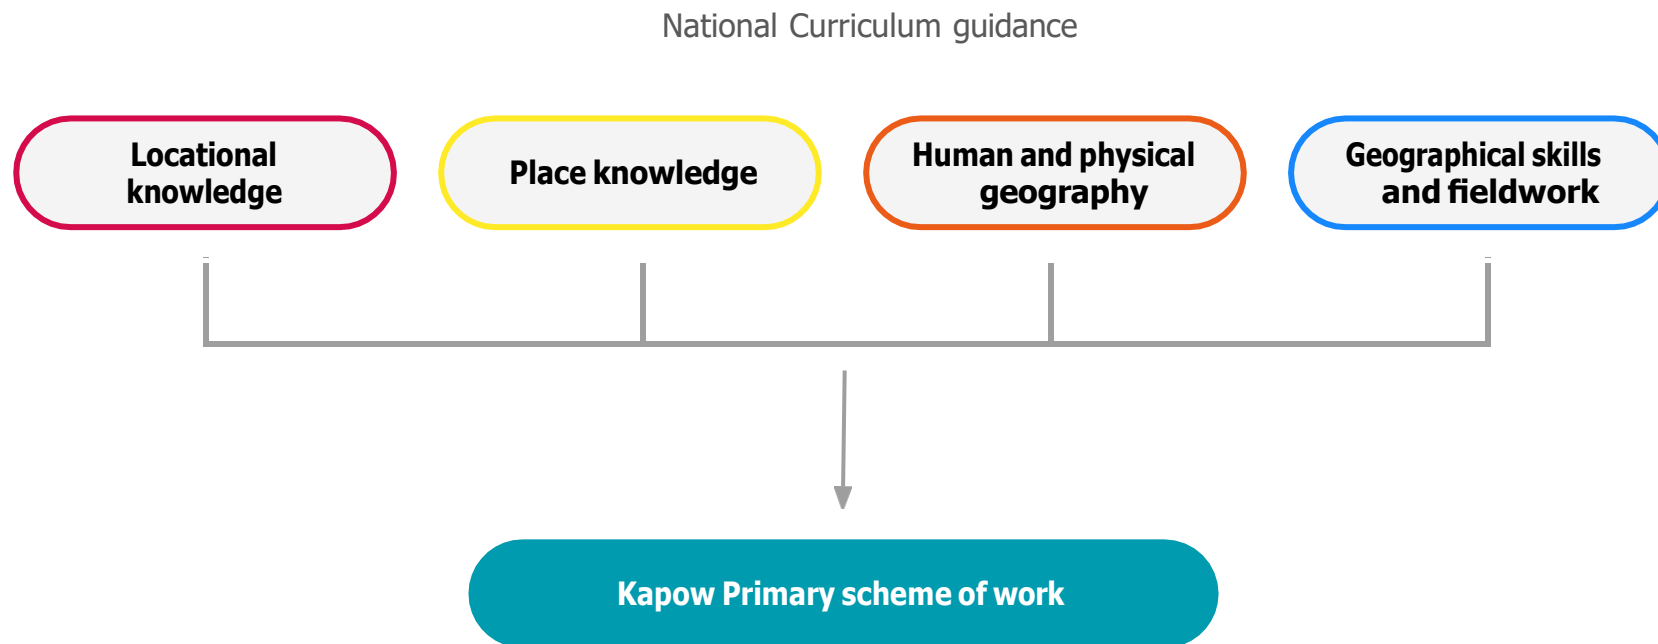 National Curriculum guidance
Locational
knowledge
Place knowledge
Human and physical
geography
Geographical skills
and fieldwork
Kapow Primary scheme of work